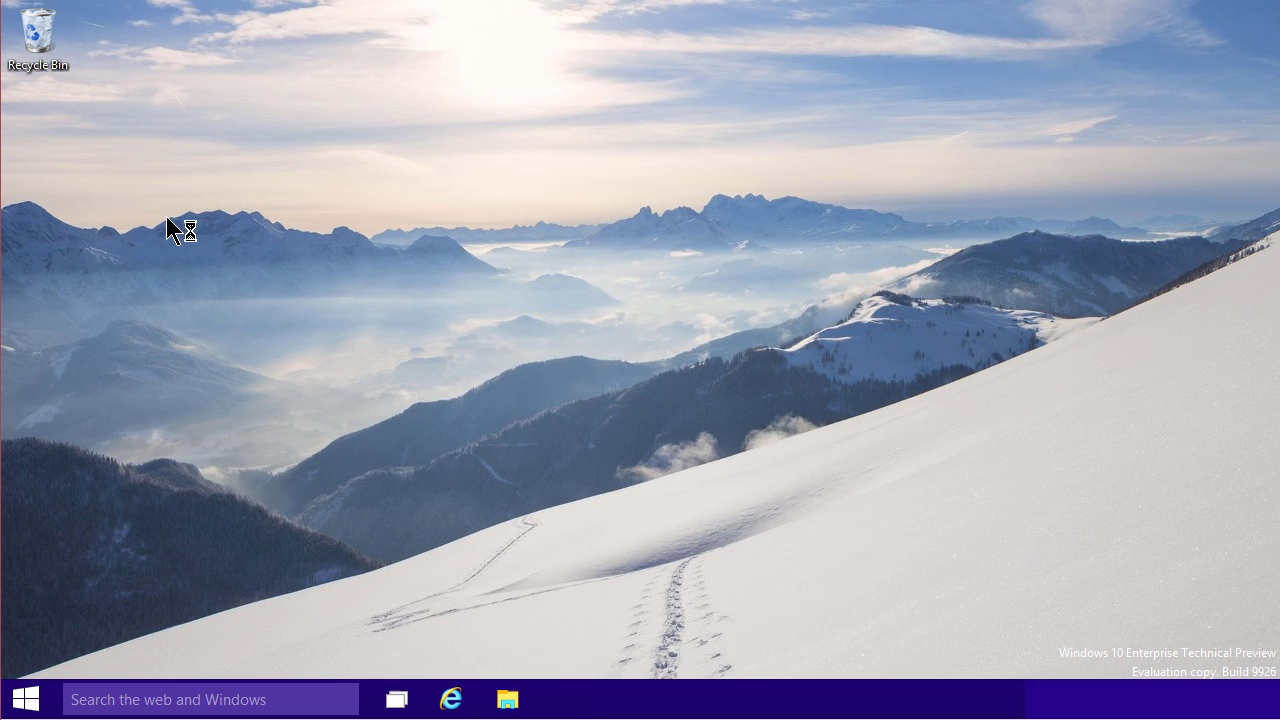 Recycle Bin
Windows 10 Enterprise Technical Preview
Evaluation copy. Build 9926
Search the web and Windows